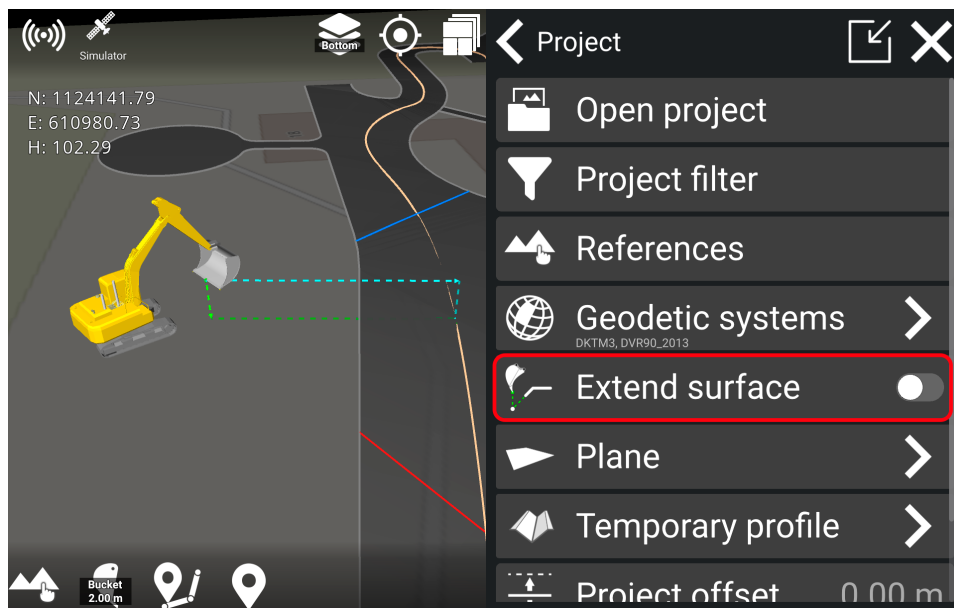 Simulator
Bottom
N: 1124141.79
E: 610980.73
H: 102.29
Bucket
2.00 m
Project
Open project
Project filter
References
Geodetic systems
DKTM3, DVR90_2013
Extend surface
Plane
Temporary profile
Project offset 0.00 m